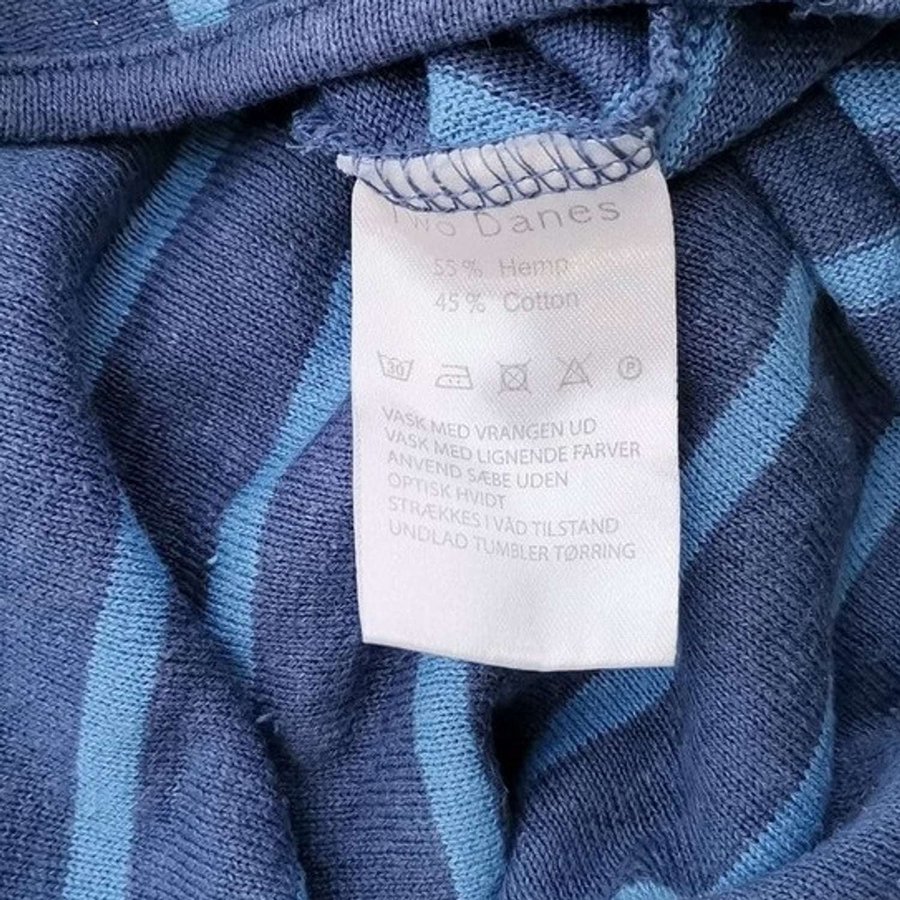 Two Danes
55% Hemp
45% Cotton
30 P
VASK MED VRANGEN UD
VASK MED LIGNENDE FARVER
ANVEND SÆBE UDEN
OPTISK HVIDT
STRÆKKES I VÅD TILSTAND
UNDLAD TUMBLER TØRRING